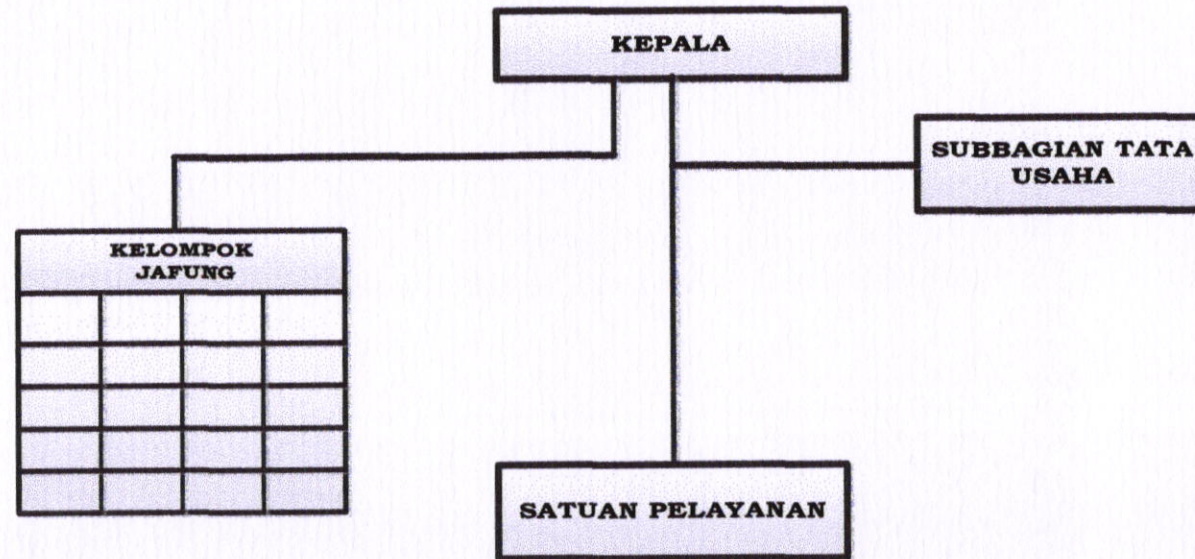 KEPALA
SUBBAGIAN TATA
USAHA
KELOMPOK
JAFUNG
SATUAN PELAYANAN